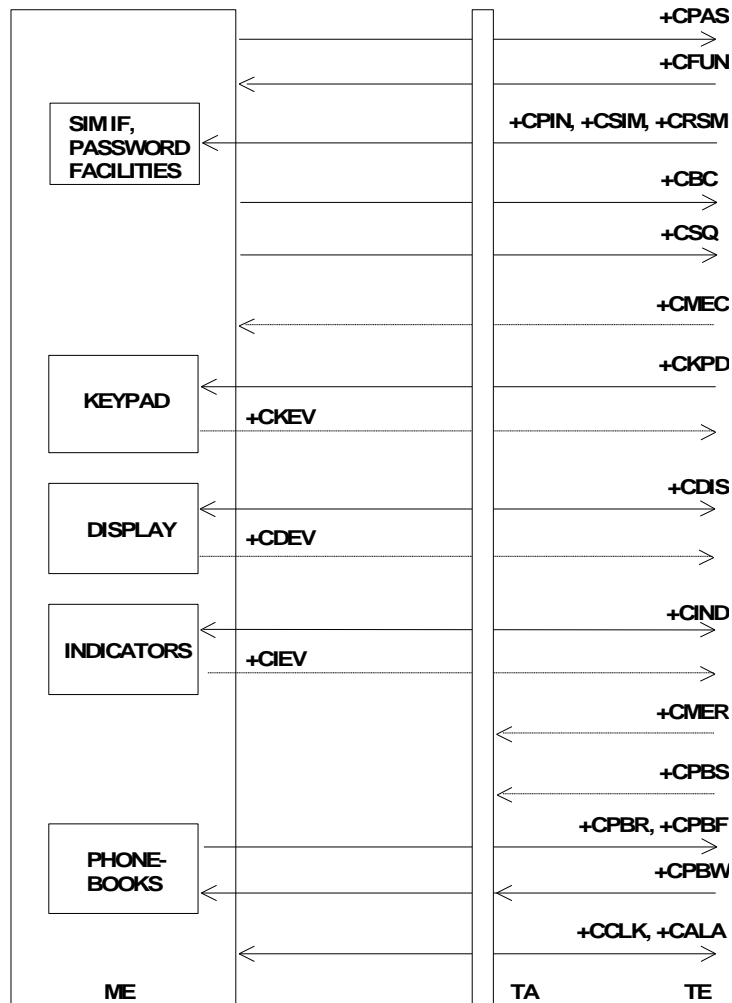 +CPAS
+CFUN
SIM IF,
PASSWORD
FACILITIES
+CPIN, +CSIM, +CRSM
+CBC
+CSQ
+CMEC
+CKPD
KEYPAD
+CKEV
+CDIS
DISPLAY
+CDEV
+CIND
INDICATORS
+CIEV
+CMER
+CPBS
+CPBR, +CPBF
PHONE-
BOOKS
+CPBW
+CCLK, +CALA
ME
TA
TE